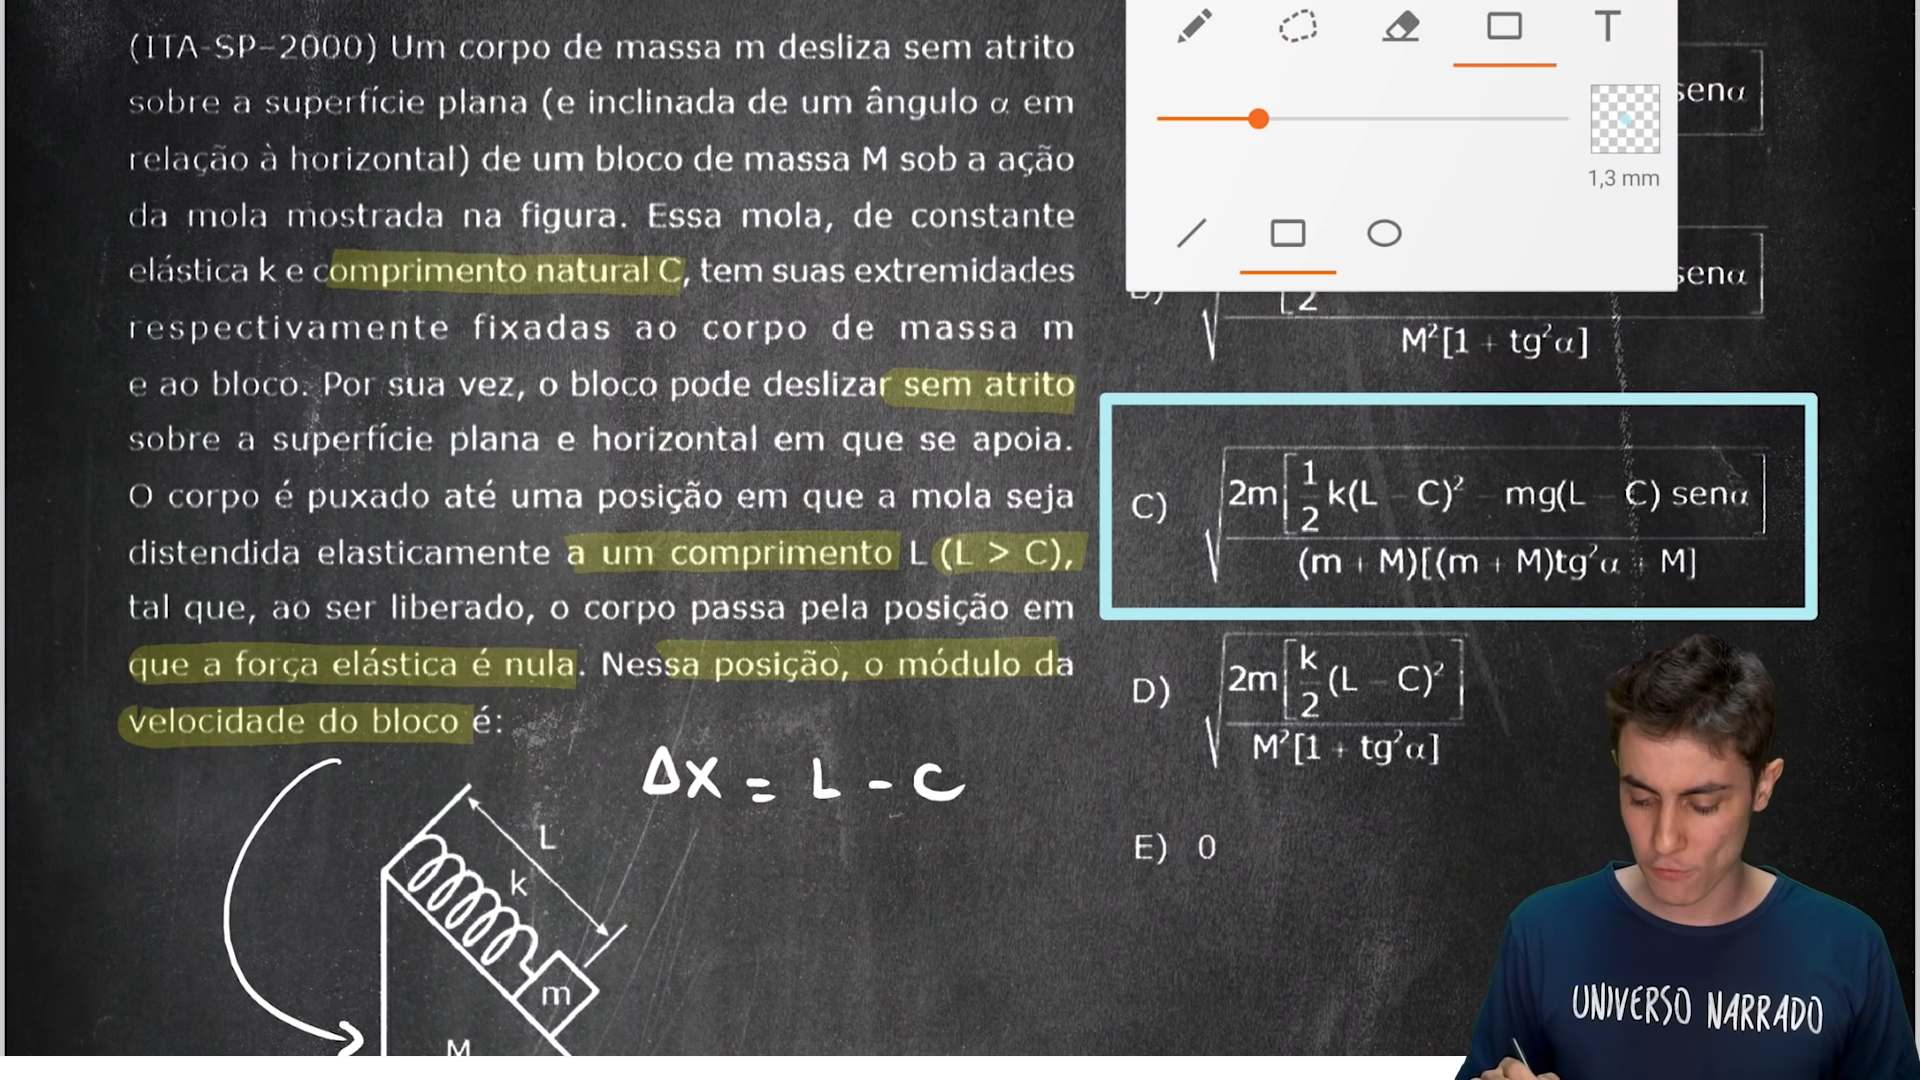 (ITA-SP–2000) Um corpo de massa m desliza sem atrito
sobre a superfície plana (e inclinada de um ângulo α em
relação à horizontal) de um bloco de massa M sob a ação
da mola mostrada na figura. Essa mola, de constante
elástica k e comprimento natural C, tem suas extremidades
respectivamente fixadas ao corpo de massa m
e ao bloco. Por sua vez, o bloco pode deslizar sem atrito
sobre a superfície plana e horizontal em que se apoia.
O corpo é puxado até uma posição em que a mola seja
distendida elasticamente a um comprimento L (L > C),
tal que, ao ser liberado, o corpo passa pela posição em
que a força elástica é nula. Nessa posição, o módulo da
velocidade do bloco é:
Δx = L - C
L
k
m
M
T
1,3 mm
senα
senα
2
M²[1 + tg²α]
C)
2m[1/2 k(L - C)² - mg(L - C) senα]
(m + M)[(m + M)tg²α + M]
D)
2m[k/2 (L - C)²]
M²[1 + tg²α]
E) 0
UNIVERSO NARRADO